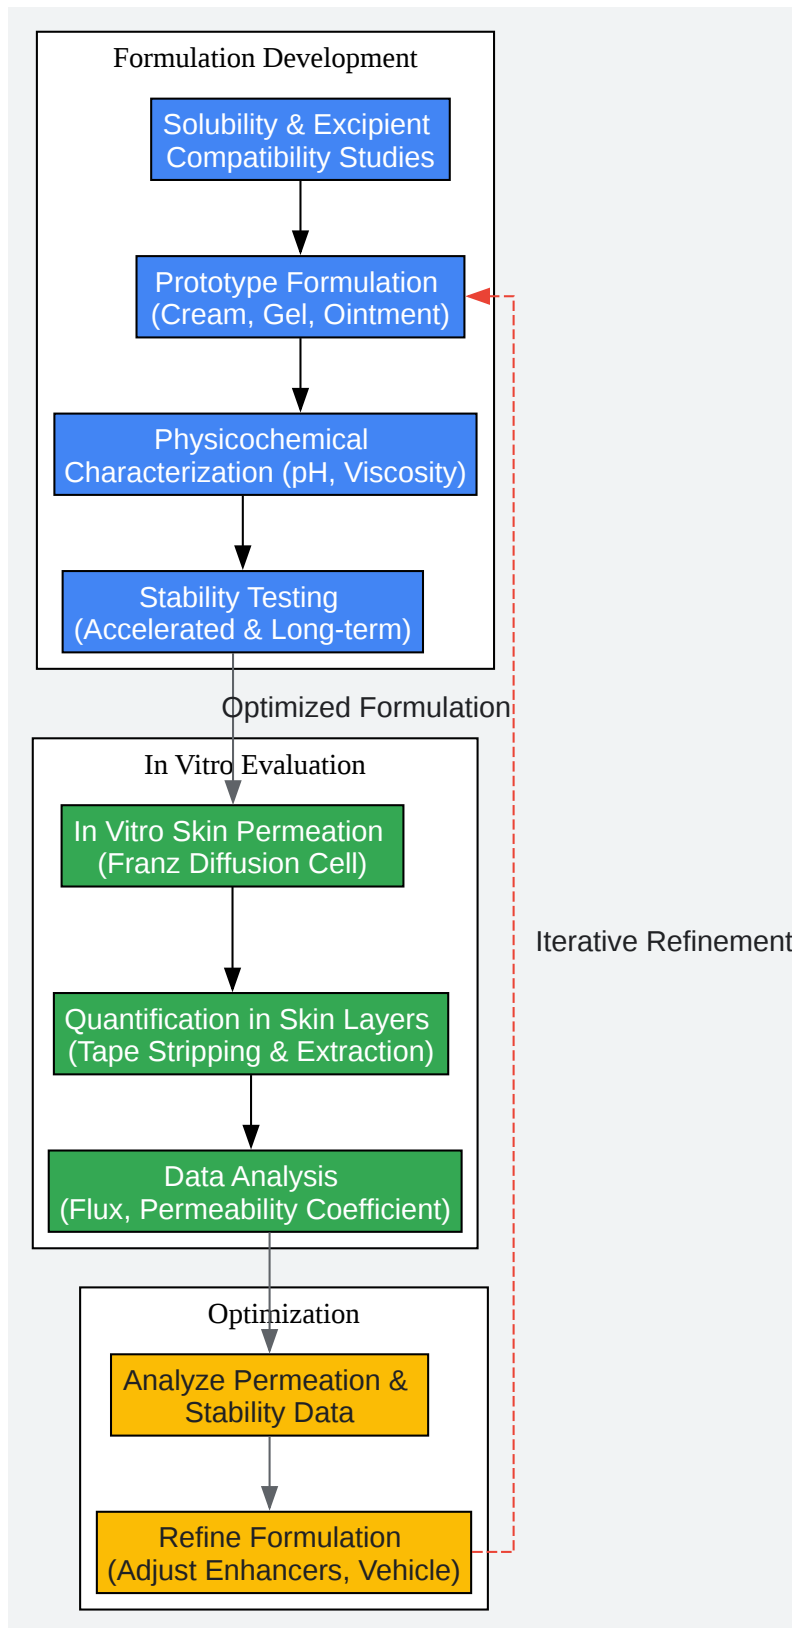 Formulation Development
Solubility & Excipient
Compatibility Studies
Prototype Formulation
(Cream, Gel, Ointment)
Physicochemical
Characterization (pH, Viscosity)
Stability Testing
(Accelerated & Long-term)
Optimized Formulation
In Vitro Evaluation
In Vitro Skin Permeation
(Franz Diffusion Cell)
Iterative Refinement
Quantification in Skin Layers
(Tape Stripping & Extraction)
Data Analysis
(Flux, Permeability Coefficient)
Optimization
Analyze Permeation &
Stability Data
Refine Formulation
(Adjust Enhancers, Vehicle)